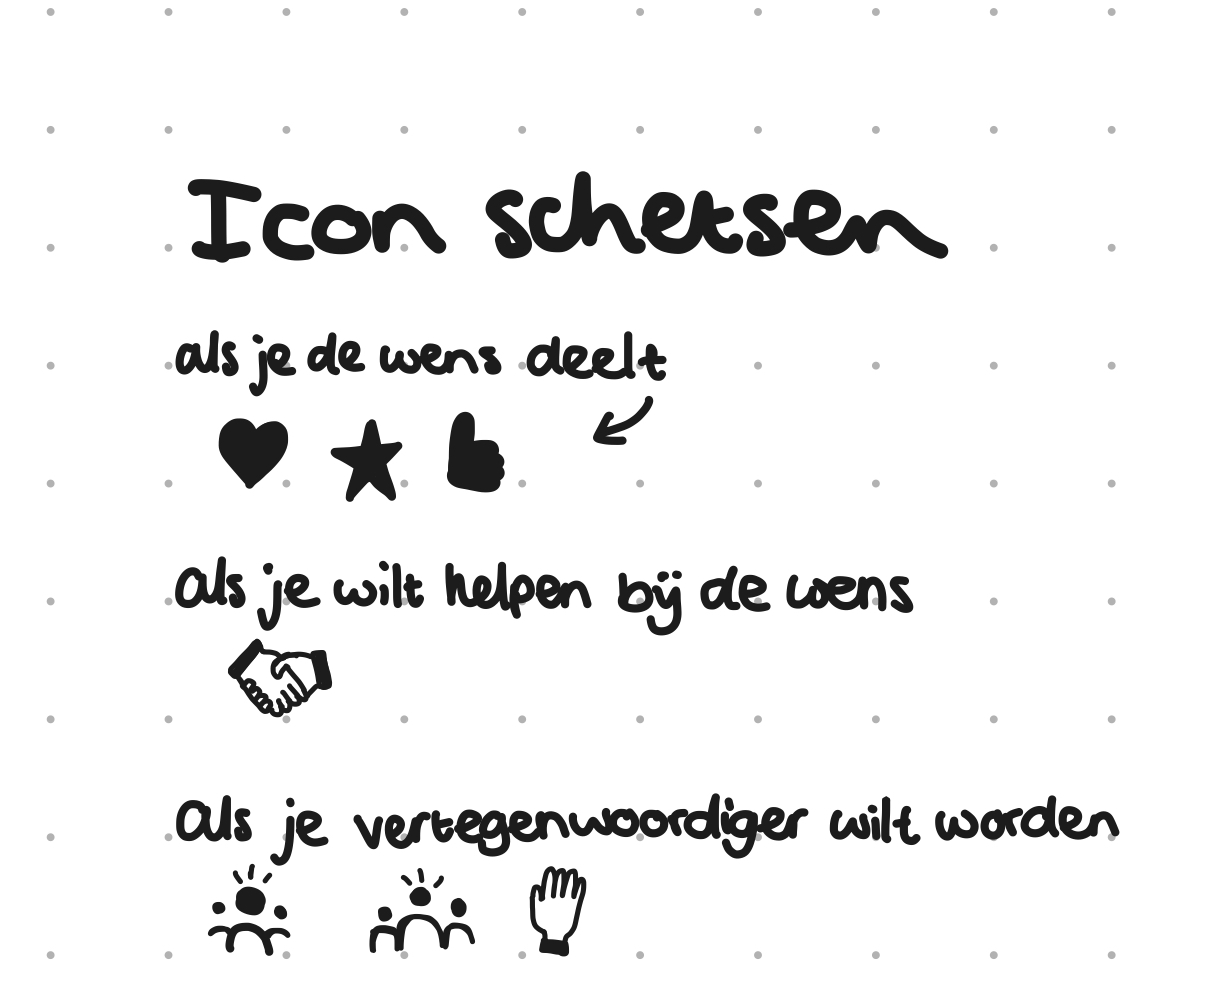 Icon schetsen
als je de wens deelt
als je wilt helpen bij de wens
als je vertegenwoordiger wilt worden